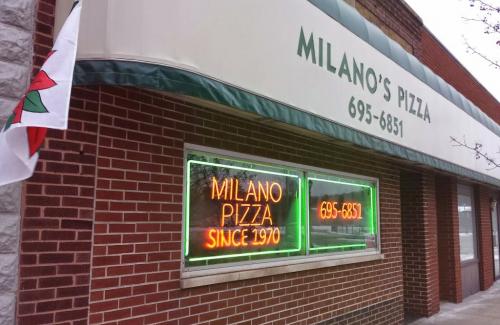 MILANO'S PIZZA
695-6851
MILANO
PIZZA
SINCE 1970
695-6851